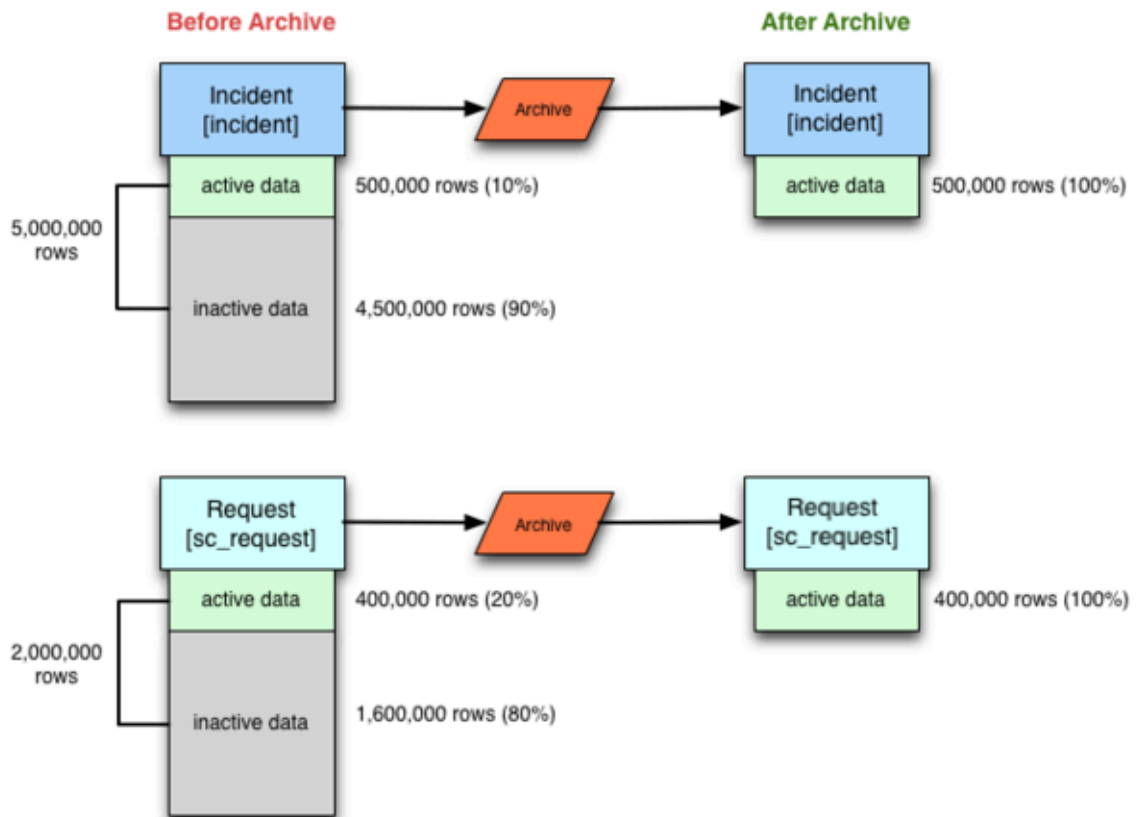 Before Archive
After Archive
Incident
[incident]
Archive
Incident
[incident]
active data
500,000 rows (10%)
active data
500,000 rows (100%)
5,000,000
rows
inactive data
4,500,000 rows (90%)
Request
[sc_request]
Archive
Request
[sc_request]
active data
400,000 rows (20%)
active data
400,000 rows (100%)
2,000,000
rows
inactive data
1,600,000 rows (80%)